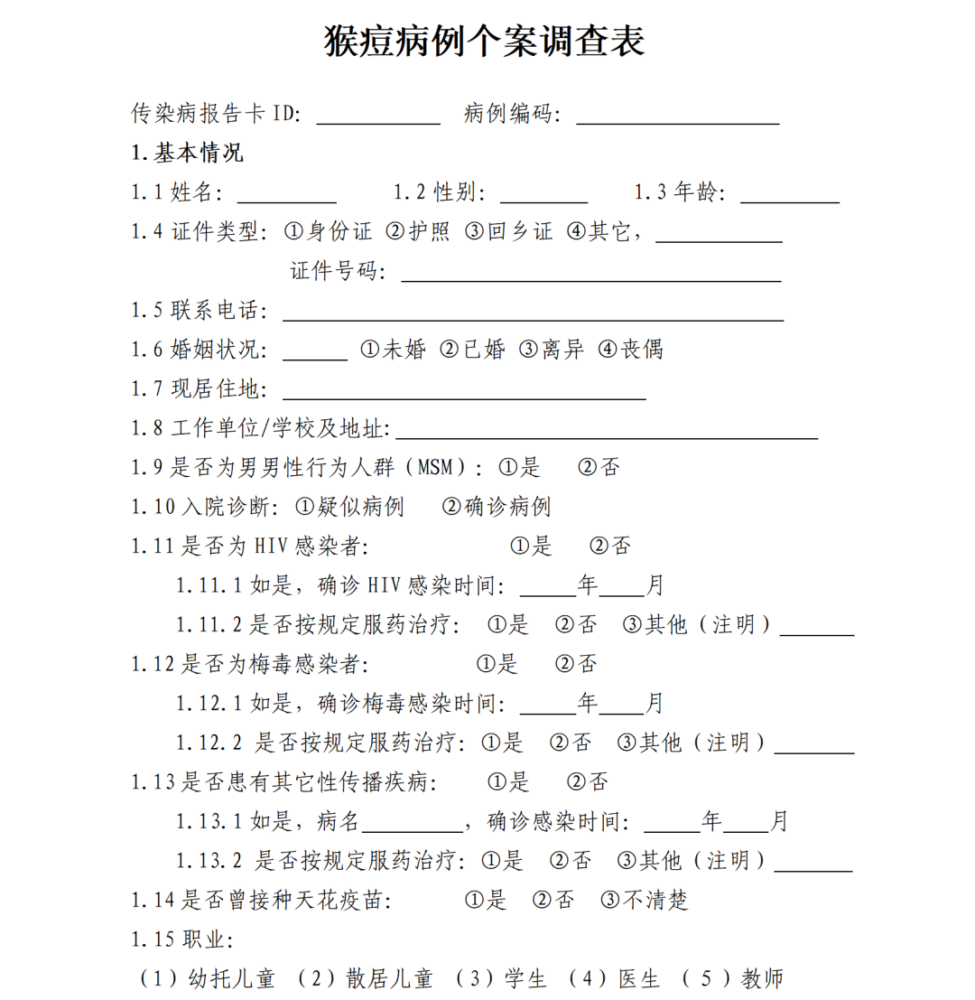 猴痘病例个案调查表
传染病报告卡 ID：__________ 病例编码：__________________
1.基本情况
1.1 姓名：________ 1.2 性别：_______ 1.3 年龄：________
1.4 证件类型：①身份证 ②护照 ③回乡证 ④其它，__________
证件号码：______________________________
1.5 联系电话：________________________________________
1.6 婚姻状况：_____ ①未婚 ②已婚 ③离异 ④丧偶
1.7 现居住地：_____________________________
1.8 工作单位/学校及地址:__________________________________
1.9 是否为男男性行为人群（MSM）：①是 ②否
1.10 入院诊断：①疑似病例 ②确诊病例
1.11 是否为 HIV 感染者： ①是 ②否
1.11.1 如是，确诊 HIV 感染时间：_____年____月
1.11.2 是否按规定服药治疗： ①是 ②否 ③其他（注明）______
1.12 是否为梅毒感染者： ①是 ②否
1.12.1 如是，确诊梅毒感染时间：_____年____月
1.12.2 是否按规定服药治疗：①是 ②否 ③其他（注明）_______
1.13 是否患有其它性传播疾病： ①是 ②否
1.13.1 如是，病名_________，确诊感染时间：_____年____月
1.13.2 是否按规定服药治疗：①是 ②否 ③其他（注明）_______
1.14 是否曾接种天花疫苗： ①是 ②否 ③不清楚
1.15 职业：
（1）幼托儿童 （2）散居儿童 （3）学生 （4）医生 （ 5 ）教师